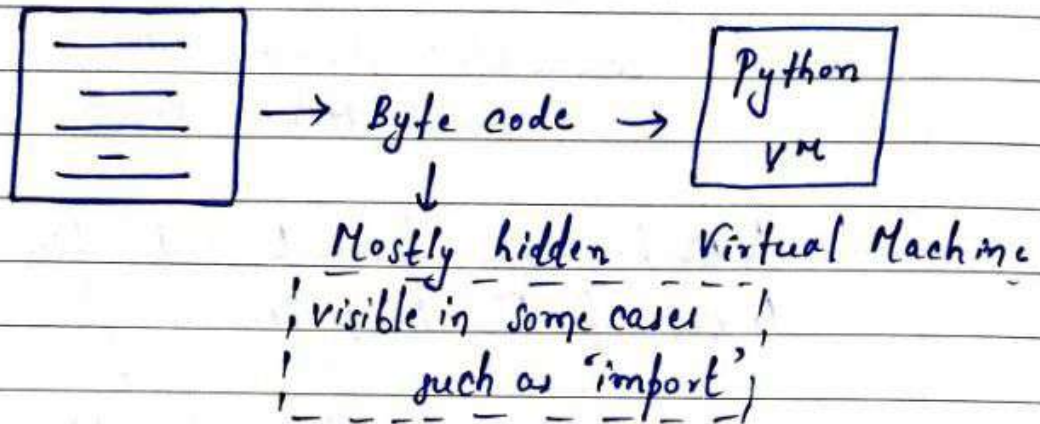 Byte code
Python
VM
Mostly hidden
Virtual Machine
visible in some cases
such as 'import'